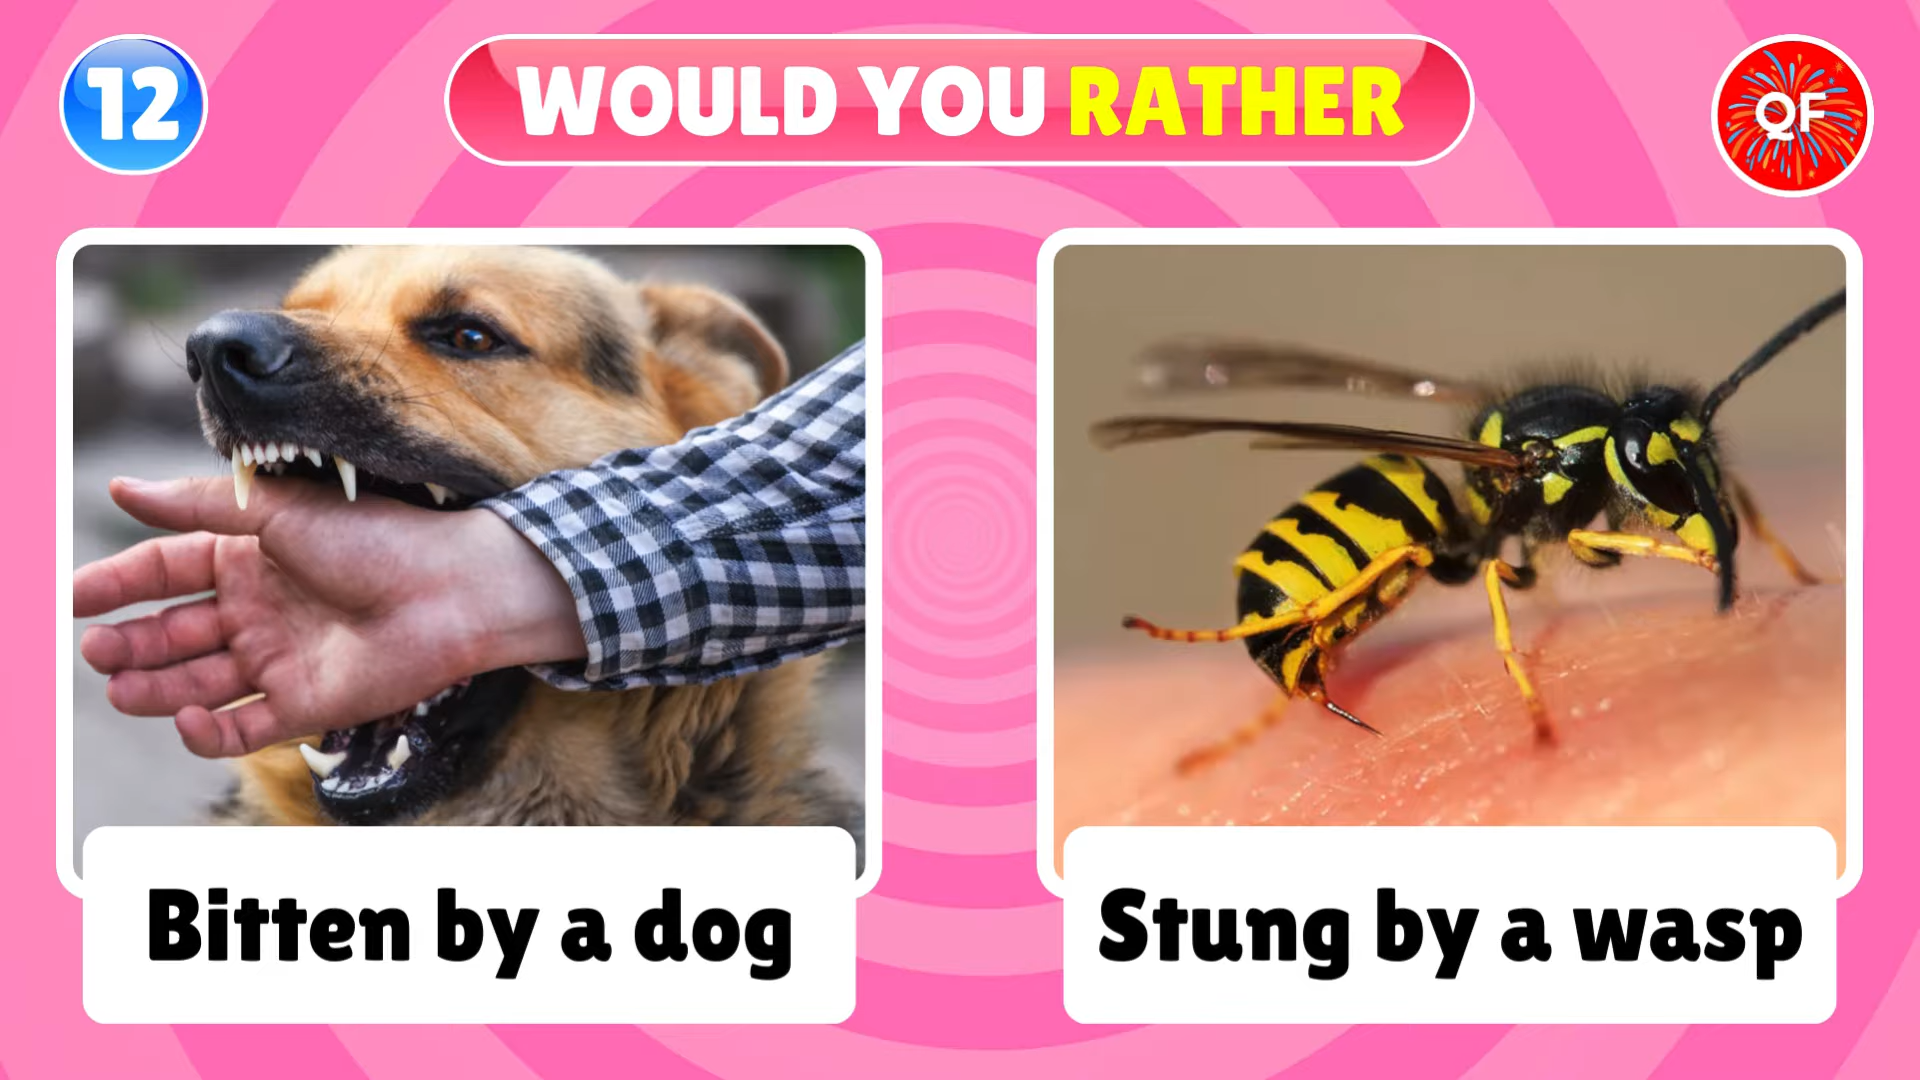 12
WOULD YOU RATHER
QF
Bitten by a dog
Stung by a wasp